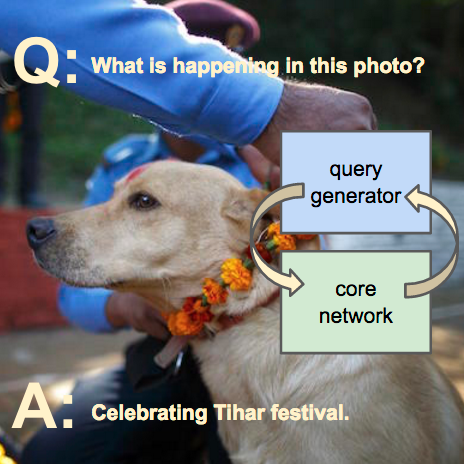 Q: What is happening in this photo?
query
generator
core
network
A: Celebrating Tihar festival.